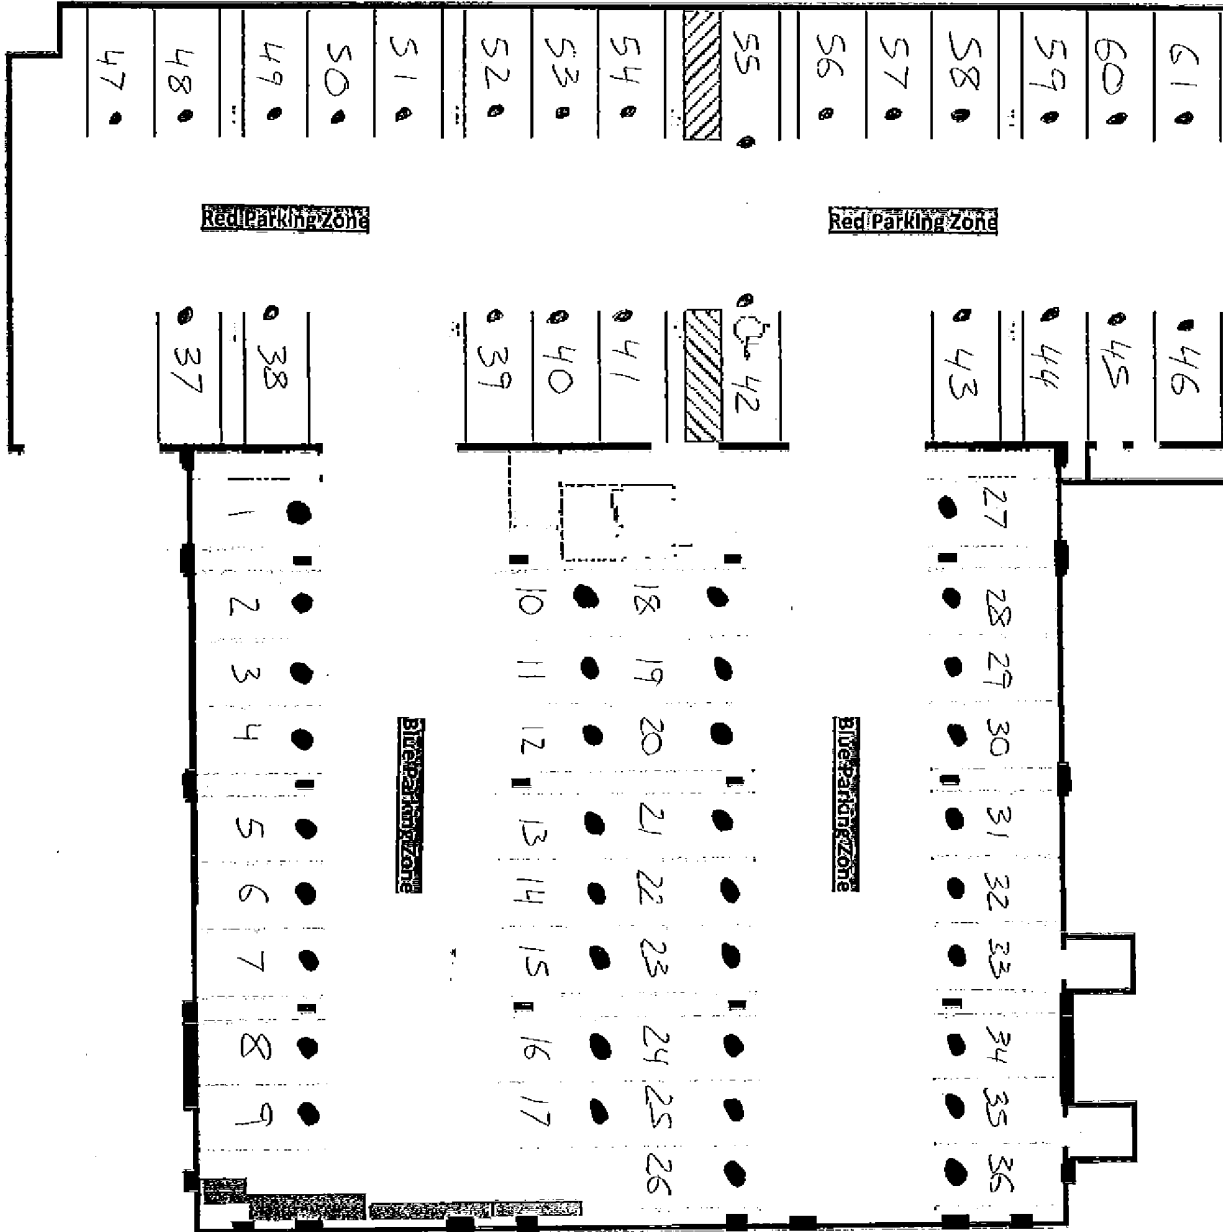 47 48 49 50 51 52 53 54 55 56 57 58 59 60 61
Red Parking Zone
Red Parking Zone
37 38 39 40 41 42 43 44 45 46
1 27
2 10 18 28
3 11 19 29
4 12 20 30
Blue Parking Zone
Blue Parking Zone
5 13 21 31
6 14 22 32
7 15 23 33
8 16 24 34
9 17 25 35
26 36